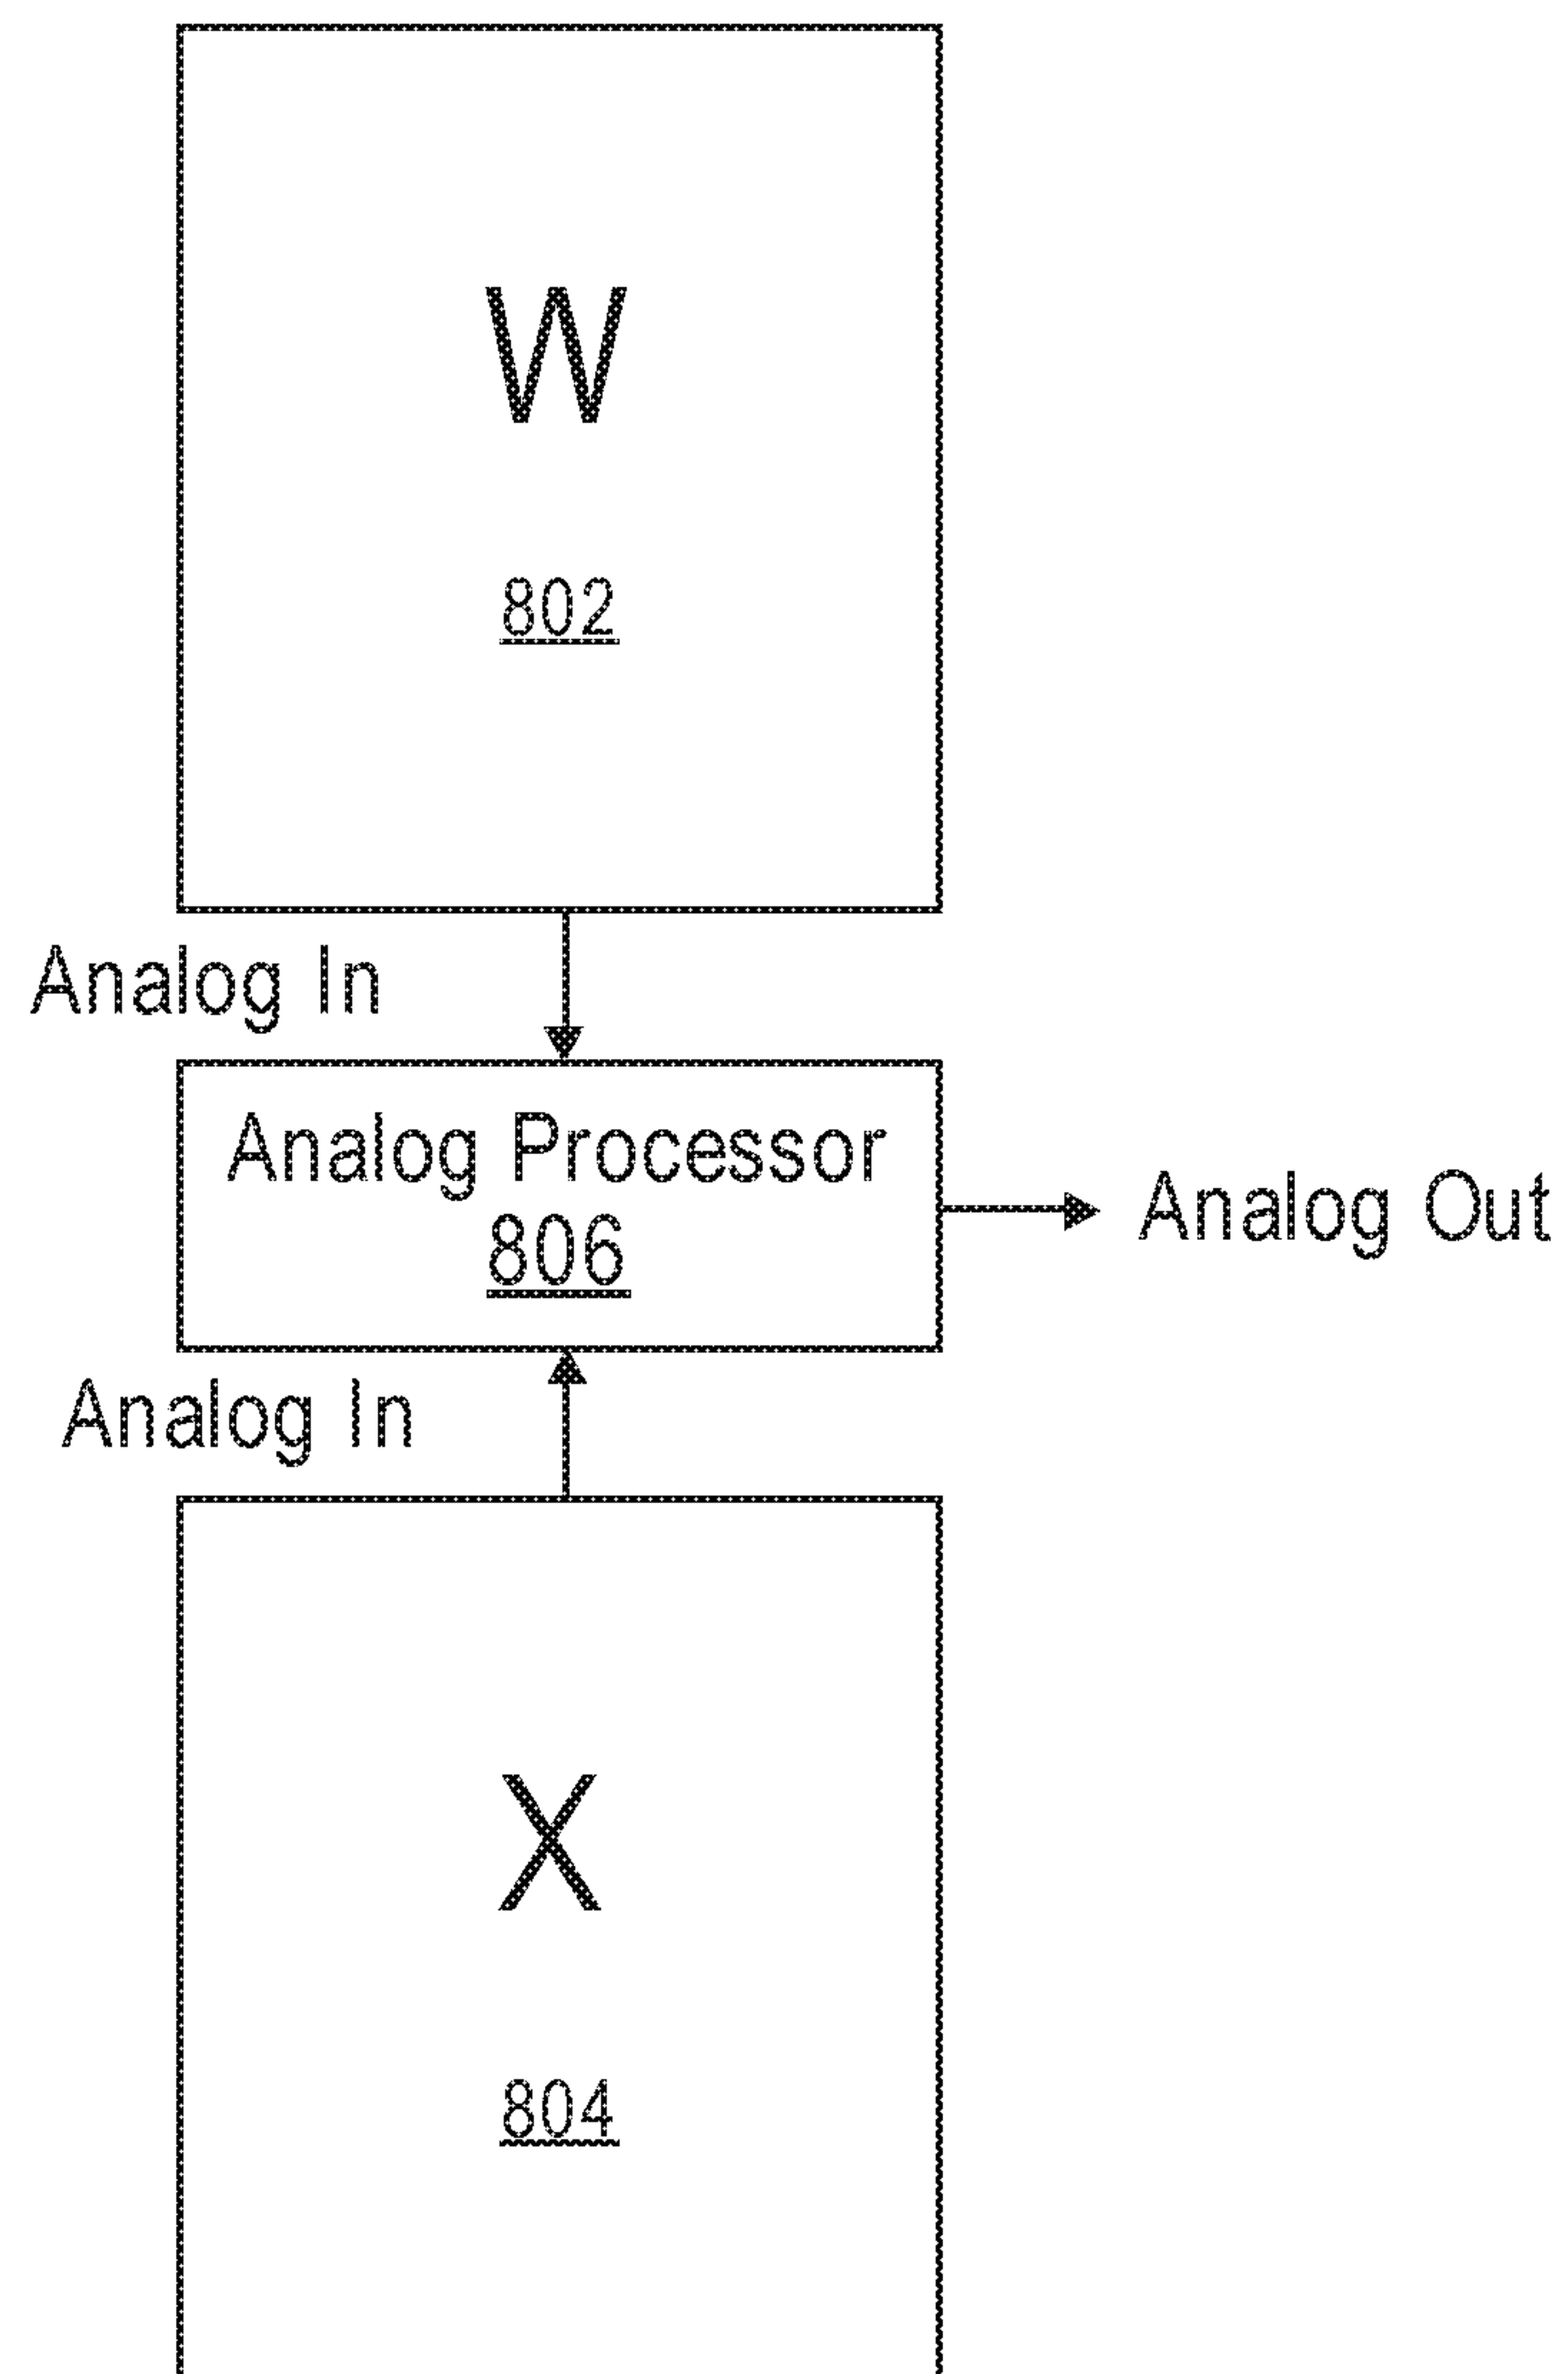 W
802
Analog In
Analog Processor
806
Analog Out
Analog In
X
804